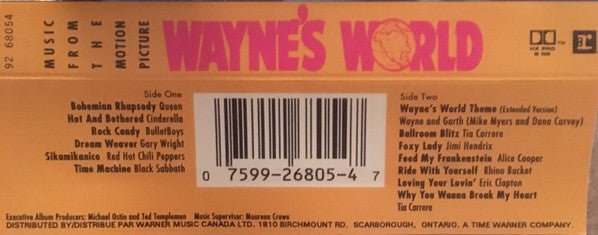 92 68054
MUSIC
FROM
THE
MOTION
PICTURE
WAYNE'S WORLD
HX PRO
B NR
Side One
Bohemian Rhapsody Queen
Hot And Bothered Cinderella
Rock Candy BulletBoys
Dream Weaver Gary Wright
Sikamikanico Red Hot Chili Peppers
Time Machine Black Sabbath
0 7599-26805-4 7
Side Two
Wayne's World Theme (Extended Version)
Wayne and Garth (Mike Myers and Dana Carvey)
Ballroom Blitz Tia Carrere
Foxy Lady Jimi Hendrix
Feed My Frankenstein Alice Cooper
Ride With Yourself Rhino Bucket
Loving Your Lovin' Eric Clapton
Why You Wanna Break My Heart
Tia Carrere
Executive Album Producers: Michael Ostin and Ted Templeman Music Supervisor: Maureen Crowe
DISTRIBUTED BY/DISTRIBUE PAR WARNER MUSIC CANADA LTD. 1810 BIRCHMOUNT RD. SCARBOROUGH, ONTARIO. A TIME WARNER COMPANY.